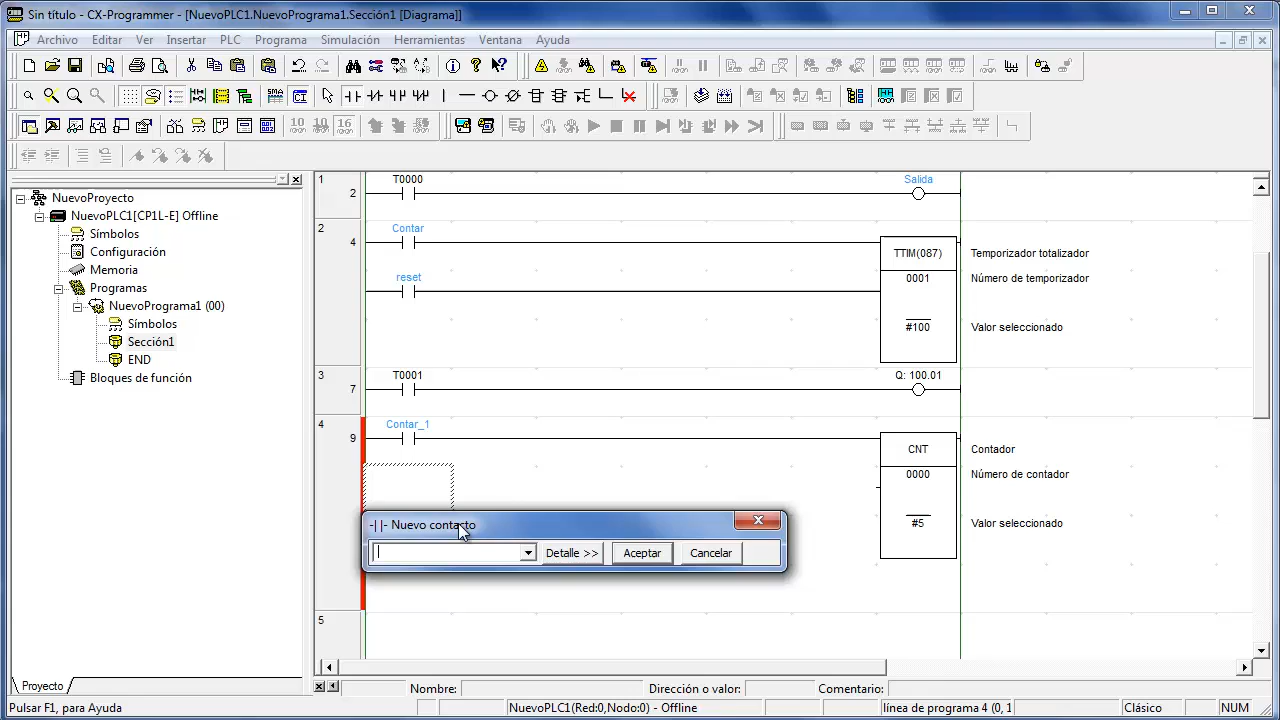 Sin título - CX-Programmer - [NuevoPLC1.NuevoPrograma1.Sección1 [Diagrama]]
Archivo Editar Ver Insertar PLC Programa Simulación Herramientas Ventana Ayuda
10 10 16
NuevoProyecto
NuevoPLC1[CP1L-E] Offline
Símbolos
Configuración
Memoria
Programas
NuevoPrograma1 (00)
Símbolos
Sección1
END
Bloques de función
Proyecto
1
2
T0000
Salida
2
4
Contar
TTIM(087)
Temporizador totalizador
reset
0001
Número de temporizador
#100
Valor seleccionado
3
7
T0001
Q: 100.01
4
9
Contar_1
CNT
Contador
0000
Número de contador
#5
Valor seleccionado
-| |- Nuevo contacto
Detalle >> Aceptar Cancelar
5
Nombre: Dirección o valor: Comentario:
Pulsar F1, para Ayuda
NuevoPLC1(Red:0,Nodo:0) - Offline
línea de programa 4 (0, 1
Clásico
NUM